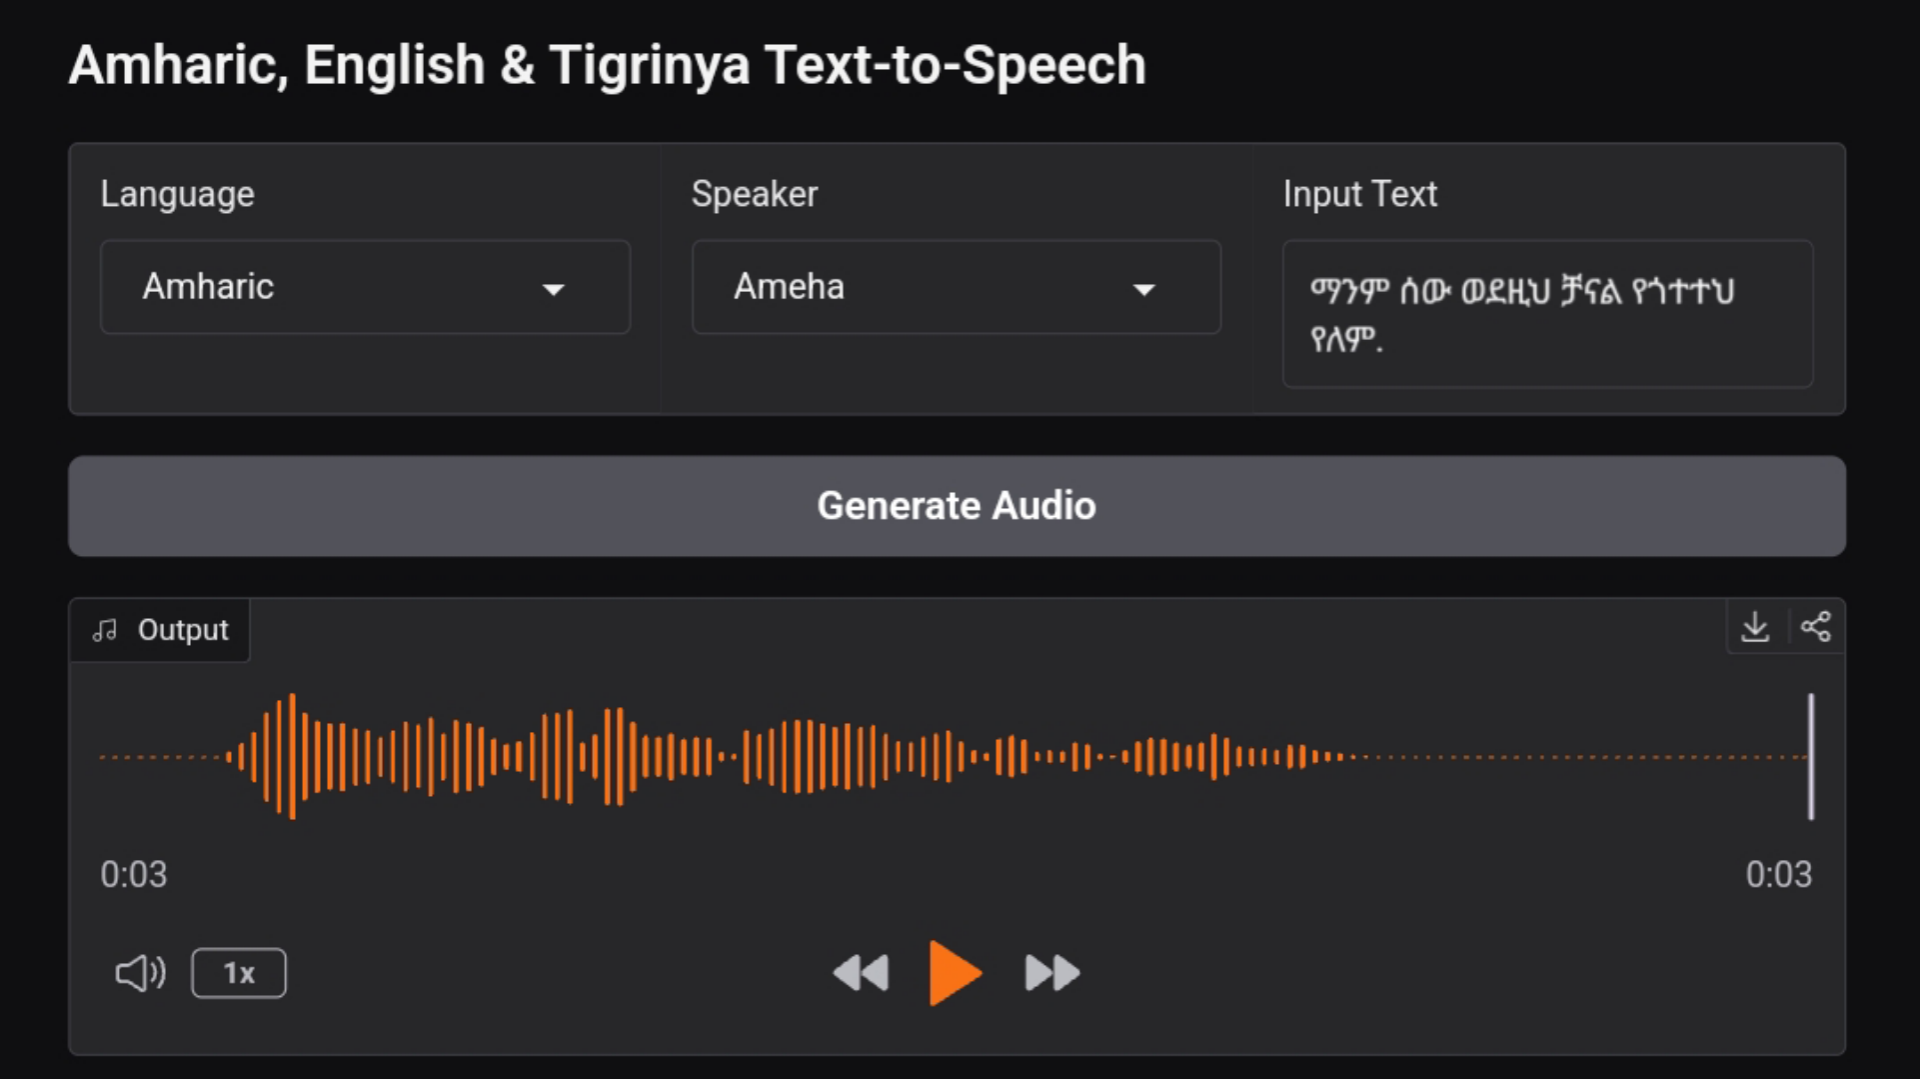 Amharic, English & Tigrinya Text-to-Speech
Language
Speaker
Input Text
Amharic
Ameha
ማንም ሰው ወደዚህ ቻናል የጎተተህ
የለም.
Generate Audio
Output
0:03
0:03
1x